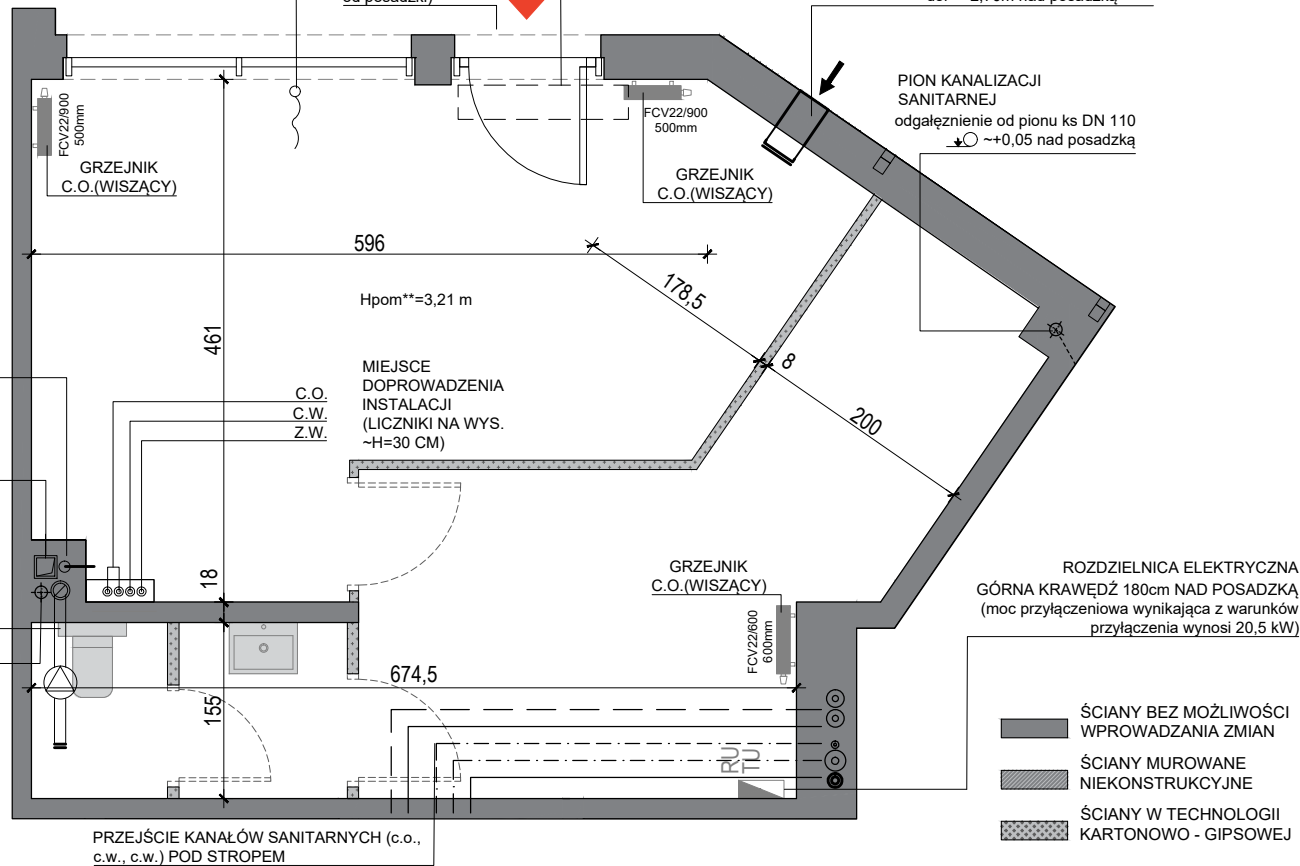 od posadzki)
PION KANALIZACJI
SANITARNEJ
odgałęznienie od pionu ks DN 110
~+0,05 nad posadzką
FCV22/900
500mm
GRZEJNIK
C.O.(WISZĄCY)
FCV22/900
500mm
GRZEJNIK
C.O.(WISZĄCY)
596
178,5
Hpom**=3,21 m
461
8
MIEJSCE
DOPROWADZENIA
INSTALACJI
(LICZNIKI NA WYS.
~H=30 CM)
C.O.
C.W.
Z.W.
200
18
GRZEJNIK
C.O.(WISZĄCY)
FCV22/600
600mm
ROZDZIELNICA ELEKTRYCZNA
GÓRNA KRAWĘDŹ 180cm NAD POSADZKĄ
(moc przyłączeniowa wynikająca z warunków
przyłączenia wynosi 20,5 kW)
674,5
155
RU
TU
ŚCIANY BEZ MOŻLIWOŚCI
WPROWADZANIA ZMIAN
ŚCIANY MUROWANE
NIEKONSTRUKCYJNE
ŚCIANY W TECHNOLOGII
KARTONOWO - GIPSOWEJ
PRZEJŚCIE KANAŁÓW SANITARNYCH (c.o.,
c.w., c.w.) POD STROPEM